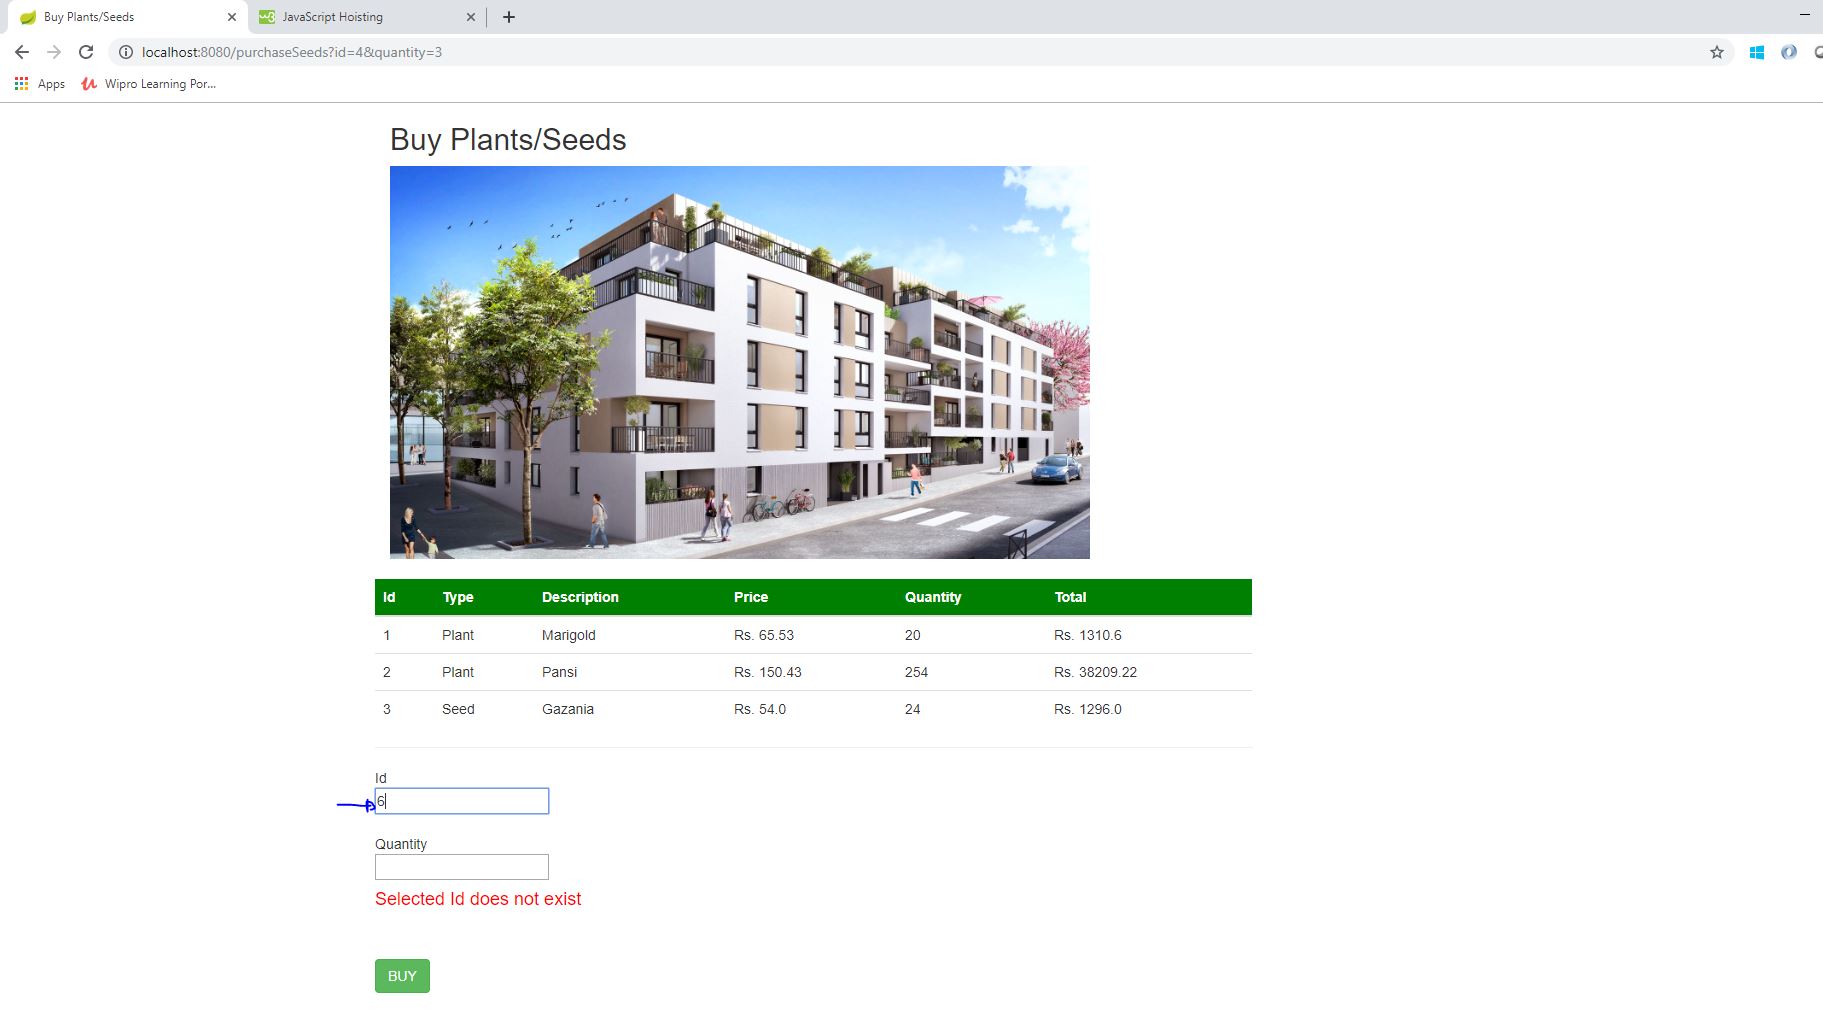 Buy Plants/Seeds
JavaScript Hoisting
localhost:8080/purchaseSeeds?id=4&quantity=3
Apps
Wipro Learning Por...
Buy Plants/Seeds
Id Type Description Price Quantity Total
1 Plant Marigold Rs. 65.53 20 Rs. 1310.6
2 Plant Pansi Rs. 150.43 254 Rs. 38209.22
3 Seed Gazania Rs. 54.0 24 Rs. 1296.0
Id
6
Quantity
Selected Id does not exist
BUY